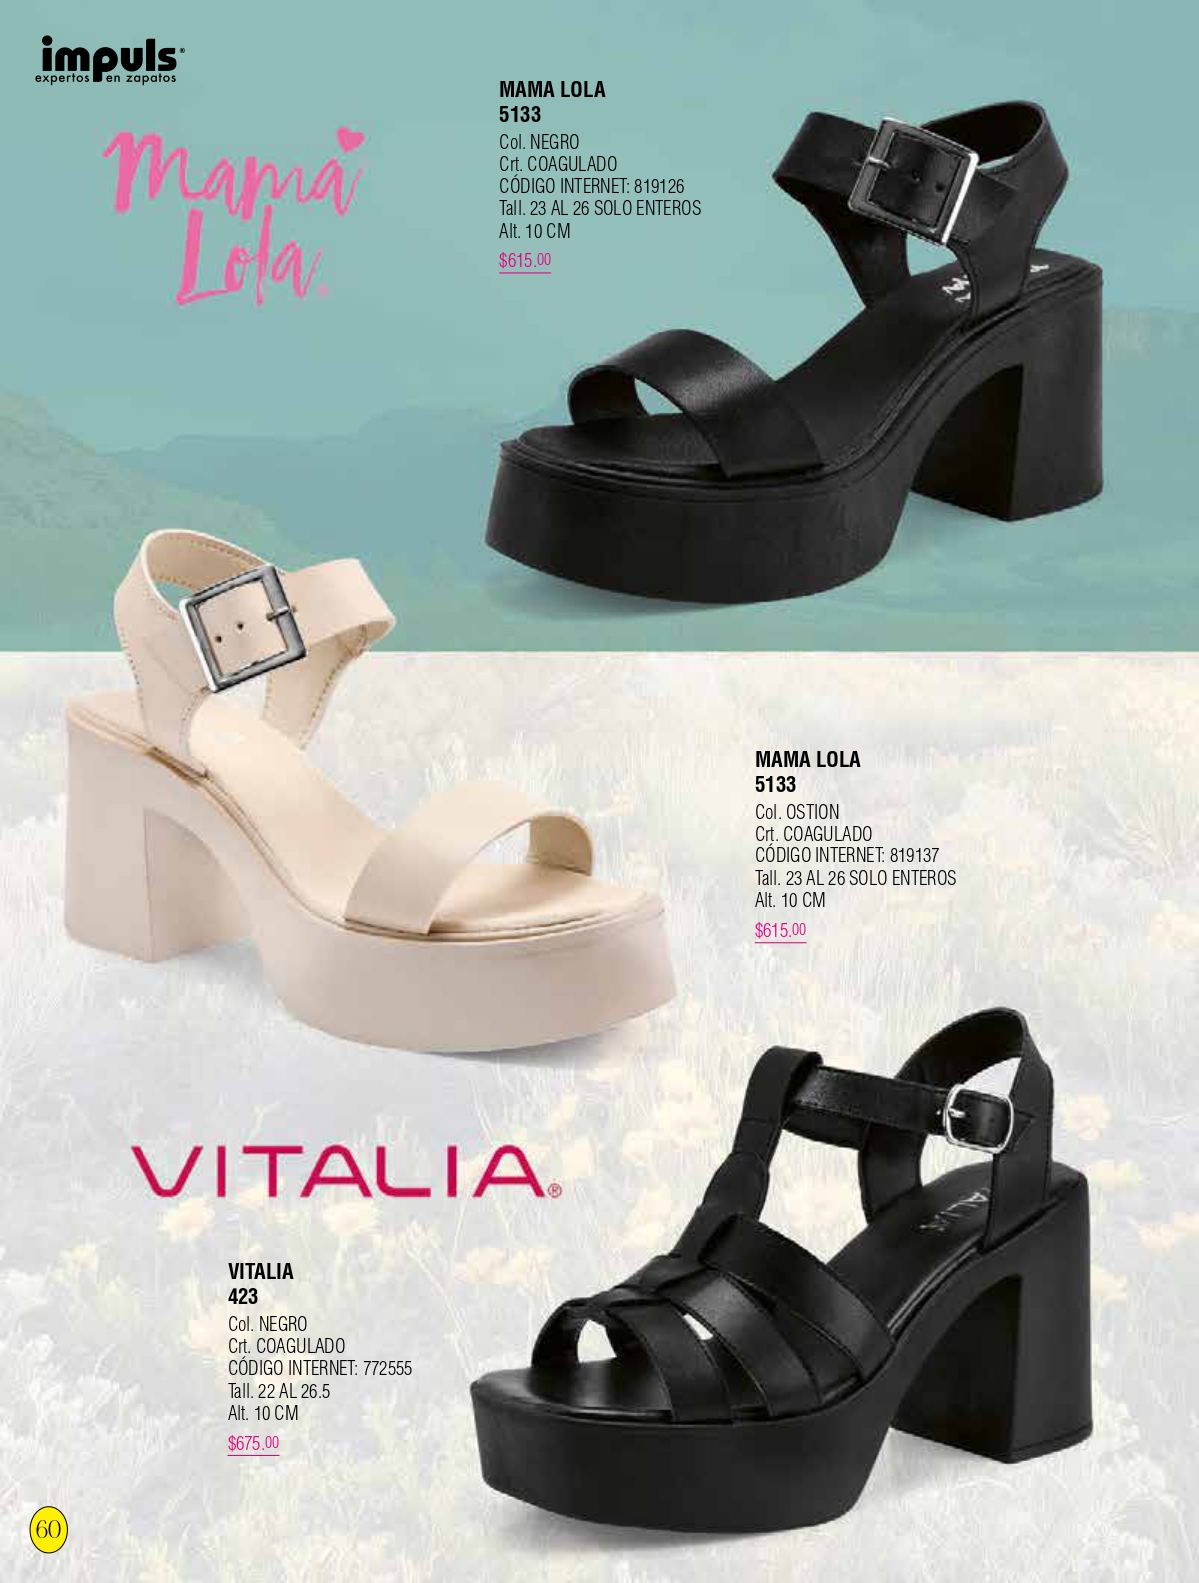 impuls®
expertos en zapatos
Mama
Lola®
MAMA LOLA
5133
Col. NEGRO
Crt. COAGULADO
CÓDIGO INTERNET: 819126
Tall. 23 AL 26 SOLO ENTEROS
Alt. 10 CM
$615.00
MAMA LOLA
5133
Col. OSTION
Crt. COAGULADO
CÓDIGO INTERNET: 819137
Tall. 23 AL 26 SOLO ENTEROS
Alt. 10 CM
$615.00
VITALIA®
VITALIA
423
Col. NEGRO
Crt. COAGULADO
CÓDIGO INTERNET: 772555
Tall. 22 AL 26.5
Alt. 10 CM
$675.00
60